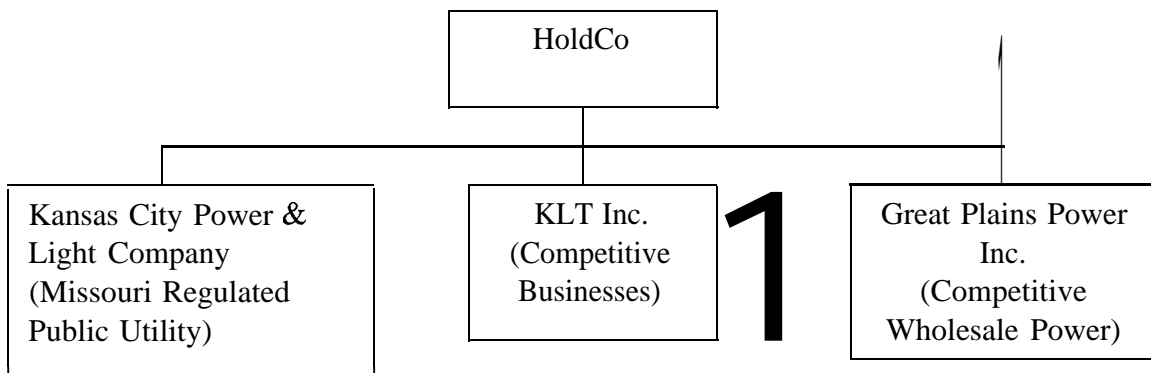 HoldCo
Kansas City Power &
Light Company
(Missouri Regulated
Public Utility)
KLT Inc.
(Competitive
Businesses)
1
Great Plains Power
Inc.
(Competitive
Wholesale Power)